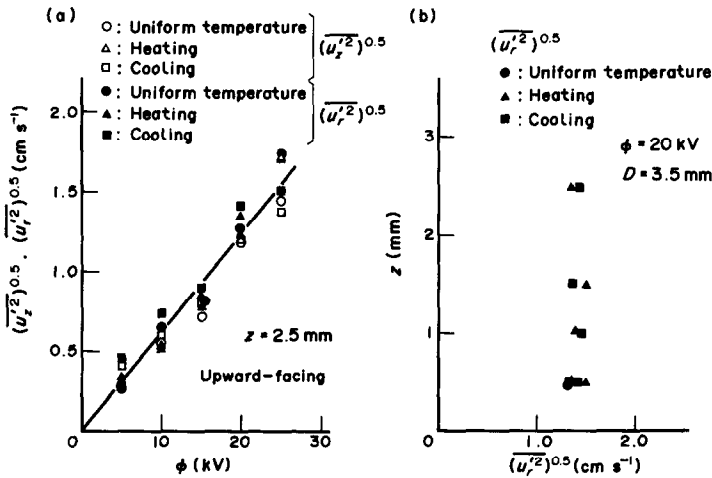 (a)
○ : Uniform temperature
△ : Heating
□ : Cooling
(u_z'^2)^0.5
● : Uniform temperature
▲ : Heating
■ : Cooling
(u_r'^2)^0.5
2.0
1.5
1.0
0.5
0
10
20
30
(u_z'^2)^0.5 , (u_r'^2)^0.5 (cm s^-1)
z = 2.5 mm
Upward-facing
ϕ (kV)
(b)
(u_r'^2)^0.5
● : Uniform temperature
▲ : Heating
■ : Cooling
ϕ = 20 kV
D = 3.5 mm
3
2
1
z (mm)
0
1.0
2.0
(u_r'^2)^0.5 (cm s^-1)